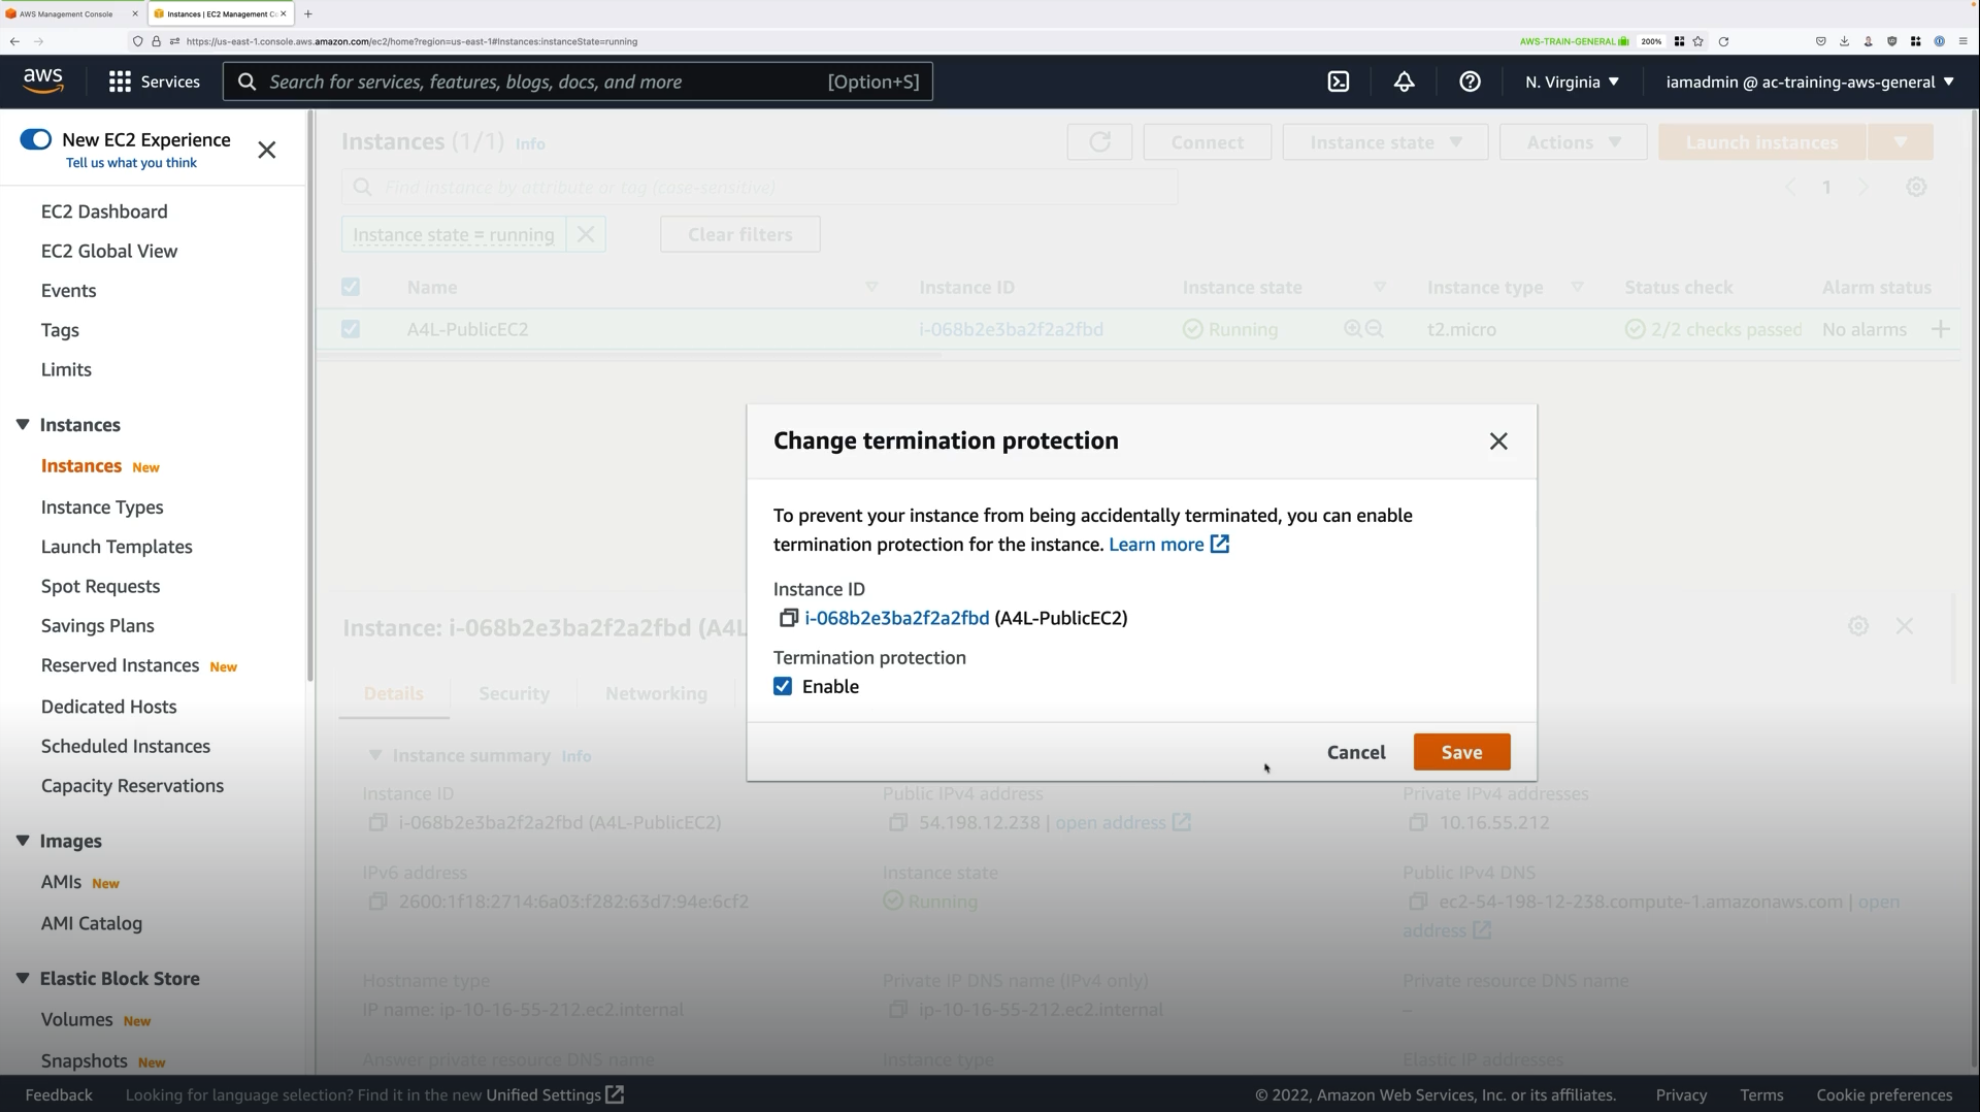 AWS Management Console
Instances | EC2 Management Co
https://us-east-1.console.aws.amazon.com/ec2/home?region=us-east-1#Instances:instanceState=running
AWS-TRAIN-GENERAL
200%
aws
Services
Search for services, features, blogs, docs, and more
[Option+S]
N. Virginia
iamadmin @ ac-training-aws-general
New EC2 Experience
Tell us what you think
EC2 Dashboard
EC2 Global View
Events
Tags
Limits
Instances
Instances New
Instance Types
Launch Templates
Spot Requests
Savings Plans
Reserved Instances New
Dedicated Hosts
Scheduled Instances
Capacity Reservations
Images
AMIs New
AMI Catalog
Elastic Block Store
Volumes New
Snapshots New
Instances (1/1) Info
Connect
Instance state
Actions
Launch instances
Find instance by attribute or tag (case-sensitive)
1
Instance state = running
Clear filters
Name
Instance ID
Instance state
Instance type
Status check
Alarm status
A4L-PublicEC2
i-068b2e3ba2f2a2fbd
Running
t2.micro
2/2 checks passed
No alarms
Change termination protection
To prevent your instance from being accidentally terminated, you can enable
termination protection for the instance. Learn more
Instance ID
i-068b2e3ba2f2a2fbd (A4L-PublicEC2)
Termination protection
Enable
Cancel
Save
Instance: i-068b2e3ba2f2a2fbd (A4L
Details
Security
Networking
Instance summary Info
Instance ID
i-068b2e3ba2f2a2fbd (A4L-PublicEC2)
Public IPv4 address
54.198.12.238 | open address
Private IPv4 addresses
10.16.55.212
IPv6 address
2600:1f18:2714:6a03:f282:63d7:94e:6cf2
Instance state
Running
Public IPv4 DNS
ec2-54-198-12-238.compute-1.amazonaws.com | open
address
Hostname type
IP name: ip-10-16-55-212.ec2.internal
Private IP DNS name (IPv4 only)
ip-10-16-55-212.ec2.internal
Private resource DNS name
–
Answer private resource DNS name
Instance type
Elastic IP addresses
Feedback
Looking for language selection? Find it in the new Unified Settings
© 2022, Amazon Web Services, Inc. or its affiliates.
Privacy
Terms
Cookie preferences